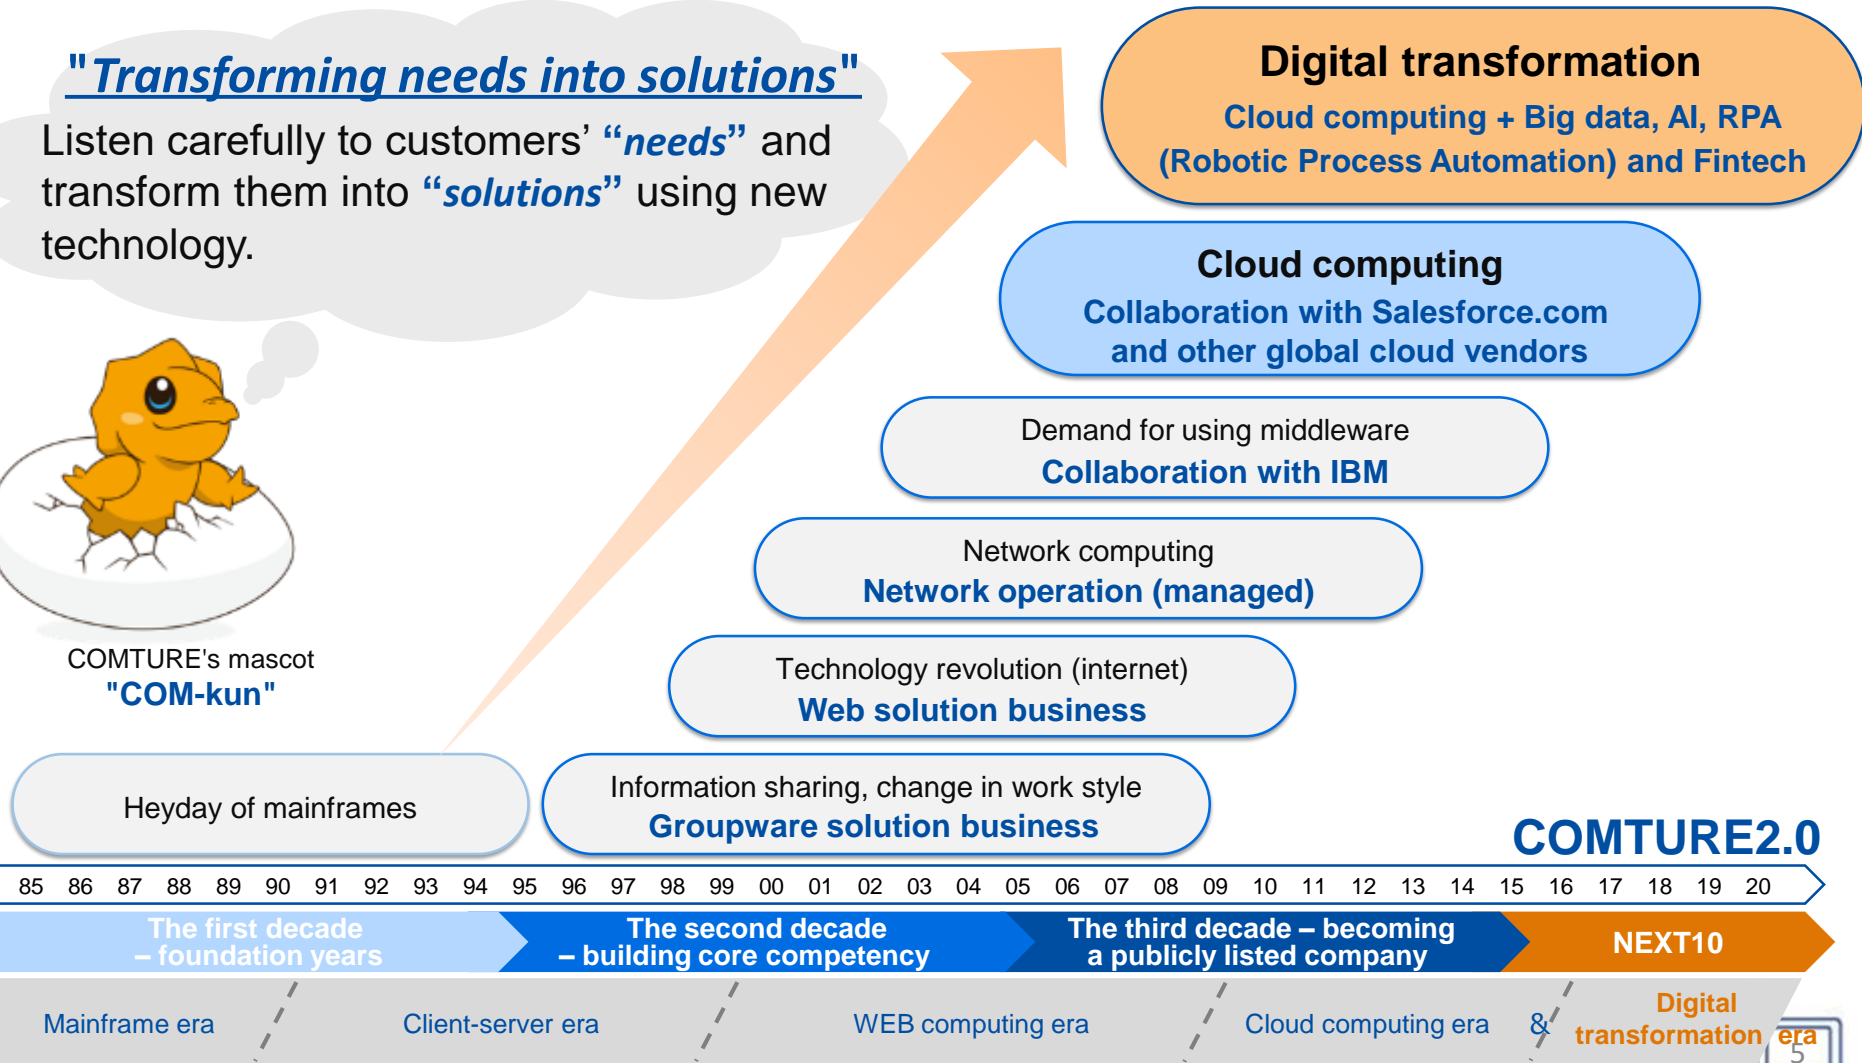 "Transforming needs into solutions"
Listen carefully to customers’ “needs” and
transform them into “solutions” using new
technology.
COMTURE's mascot
"COM-kun"
Digital transformation
Cloud computing + Big data, AI, RPA
(Robotic Process Automation) and Fintech
Cloud computing
Collaboration with Salesforce.com
and other global cloud vendors
Demand for using middleware
Collaboration with IBM
Network computing
Network operation (managed)
Technology revolution (internet)
Web solution business
Heyday of mainframes
Information sharing, change in work style
Groupware solution business
COMTURE2.0
85 86 87 88 89 90 91 92 93 94 95 96 97 98 99 00 01 02 03 04 05 06 07 08 09 10 11 12 13 14 15 16 17 18 19 20
The first decade
– foundation years
The second decade
– building core competency
The third decade – becoming
a publicly listed company
NEXT10
Mainframe era
Client-server era
WEB computing era
Cloud computing era
&
Digital
transformation era
5